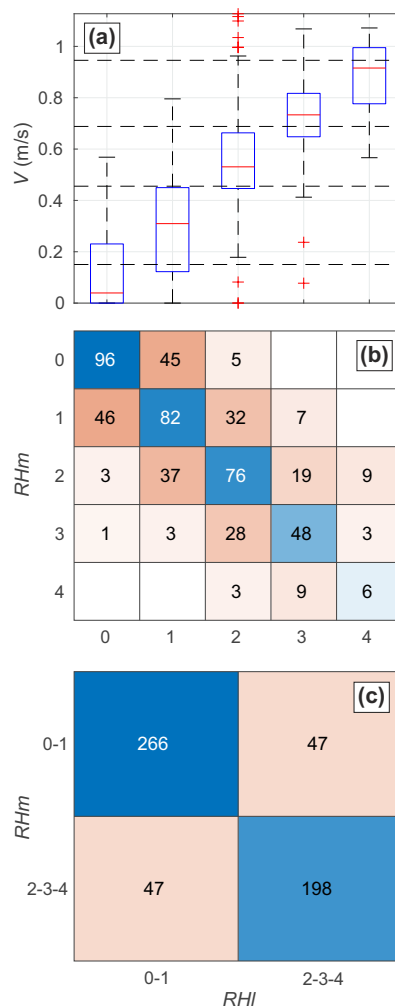 (a)
1
0.8
0.6
0.4
0.2
0
V (m/s)
(b)
0 96 45 5
1 46 82 32 7
2 3 37 76 19 9
3 1 3 28 48 3
4 3 9 6
RHm
0 1 2 3 4
(c)
0-1 266 47
2-3-4 47 198
RHm
0-1 2-3-4
RHI